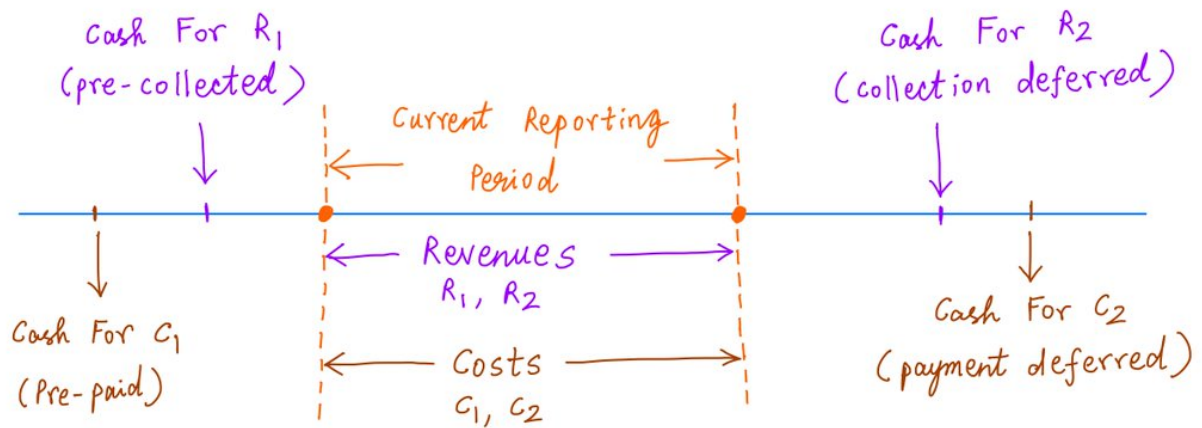 Cash For R1
(pre-collected)
Cash For R2
(collection deferred)
Current Reporting
Period
Revenues
R1, R2
Cash For C1
(Pre-paid)
Costs
C1, C2
Cash For C2
(payment deferred)